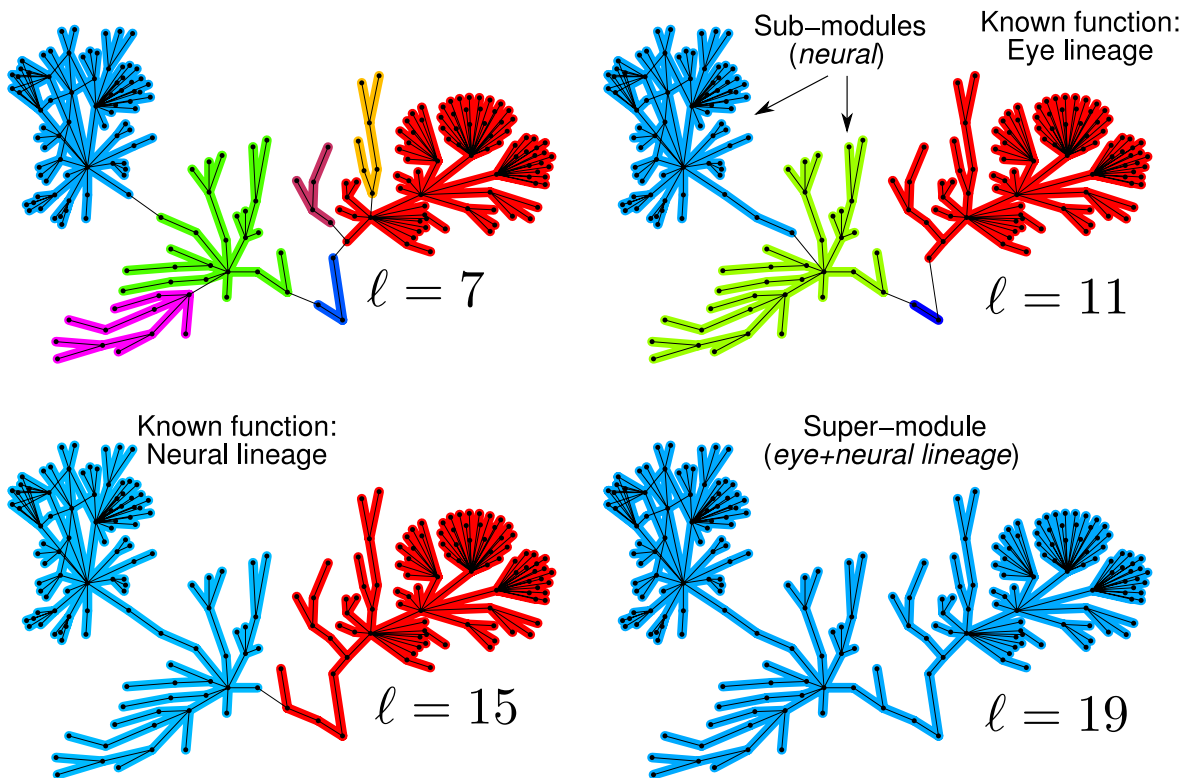 Sub−modules
(neural)
Known function:
Eye lineage
ℓ = 7
ℓ = 11
Known function:
Neural lineage
Super−module
(eye+neural lineage)
ℓ = 15
ℓ = 19